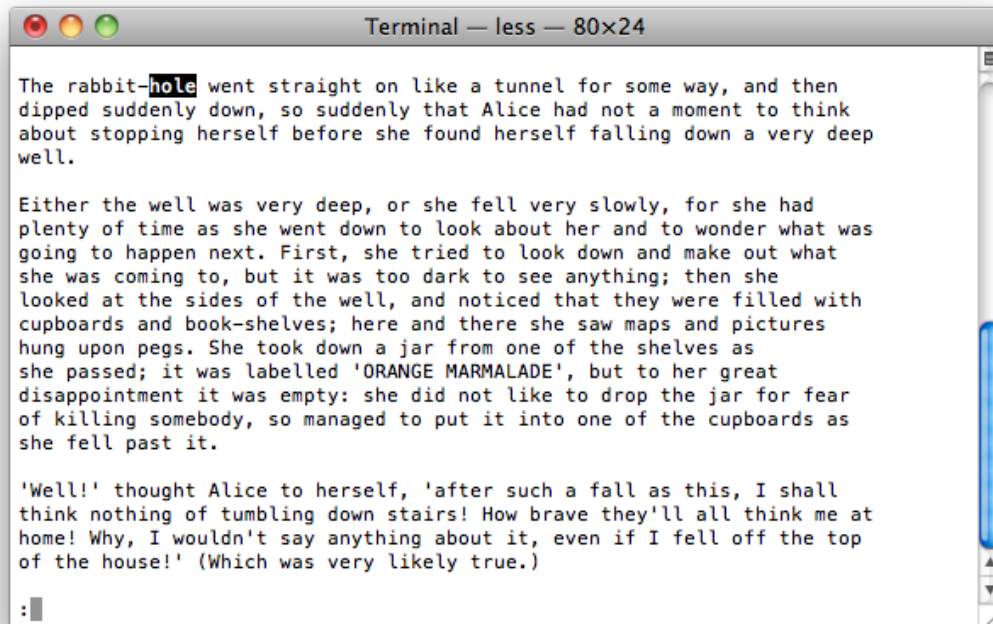 Terminal — less — 80×24
The rabbit-hole went straight on like a tunnel for some way, and then
dipped suddenly down, so suddenly that Alice had not a moment to think
about stopping herself before she found herself falling down a very deep
well.
Either the well was very deep, or she fell very slowly, for she had
plenty of time as she went down to look about her and to wonder what was
going to happen next. First, she tried to look down and make out what
she was coming to, but it was too dark to see anything; then she
looked at the sides of the well, and noticed that they were filled with
cupboards and book-shelves; here and there she saw maps and pictures
hung upon pegs. She took down a jar from one of the shelves as
she passed; it was labelled 'ORANGE MARMALADE', but to her great
disappointment it was empty: she did not like to drop the jar for fear
of killing somebody, so managed to put it into one of the cupboards as
she fell past it.
'Well!' thought Alice to herself, 'after such a fall as this, I shall
think nothing of tumbling down stairs! How brave they'll all think me at
home! Why, I wouldn't say anything about it, even if I fell off the top
of the house!' (Which was very likely true.)
: